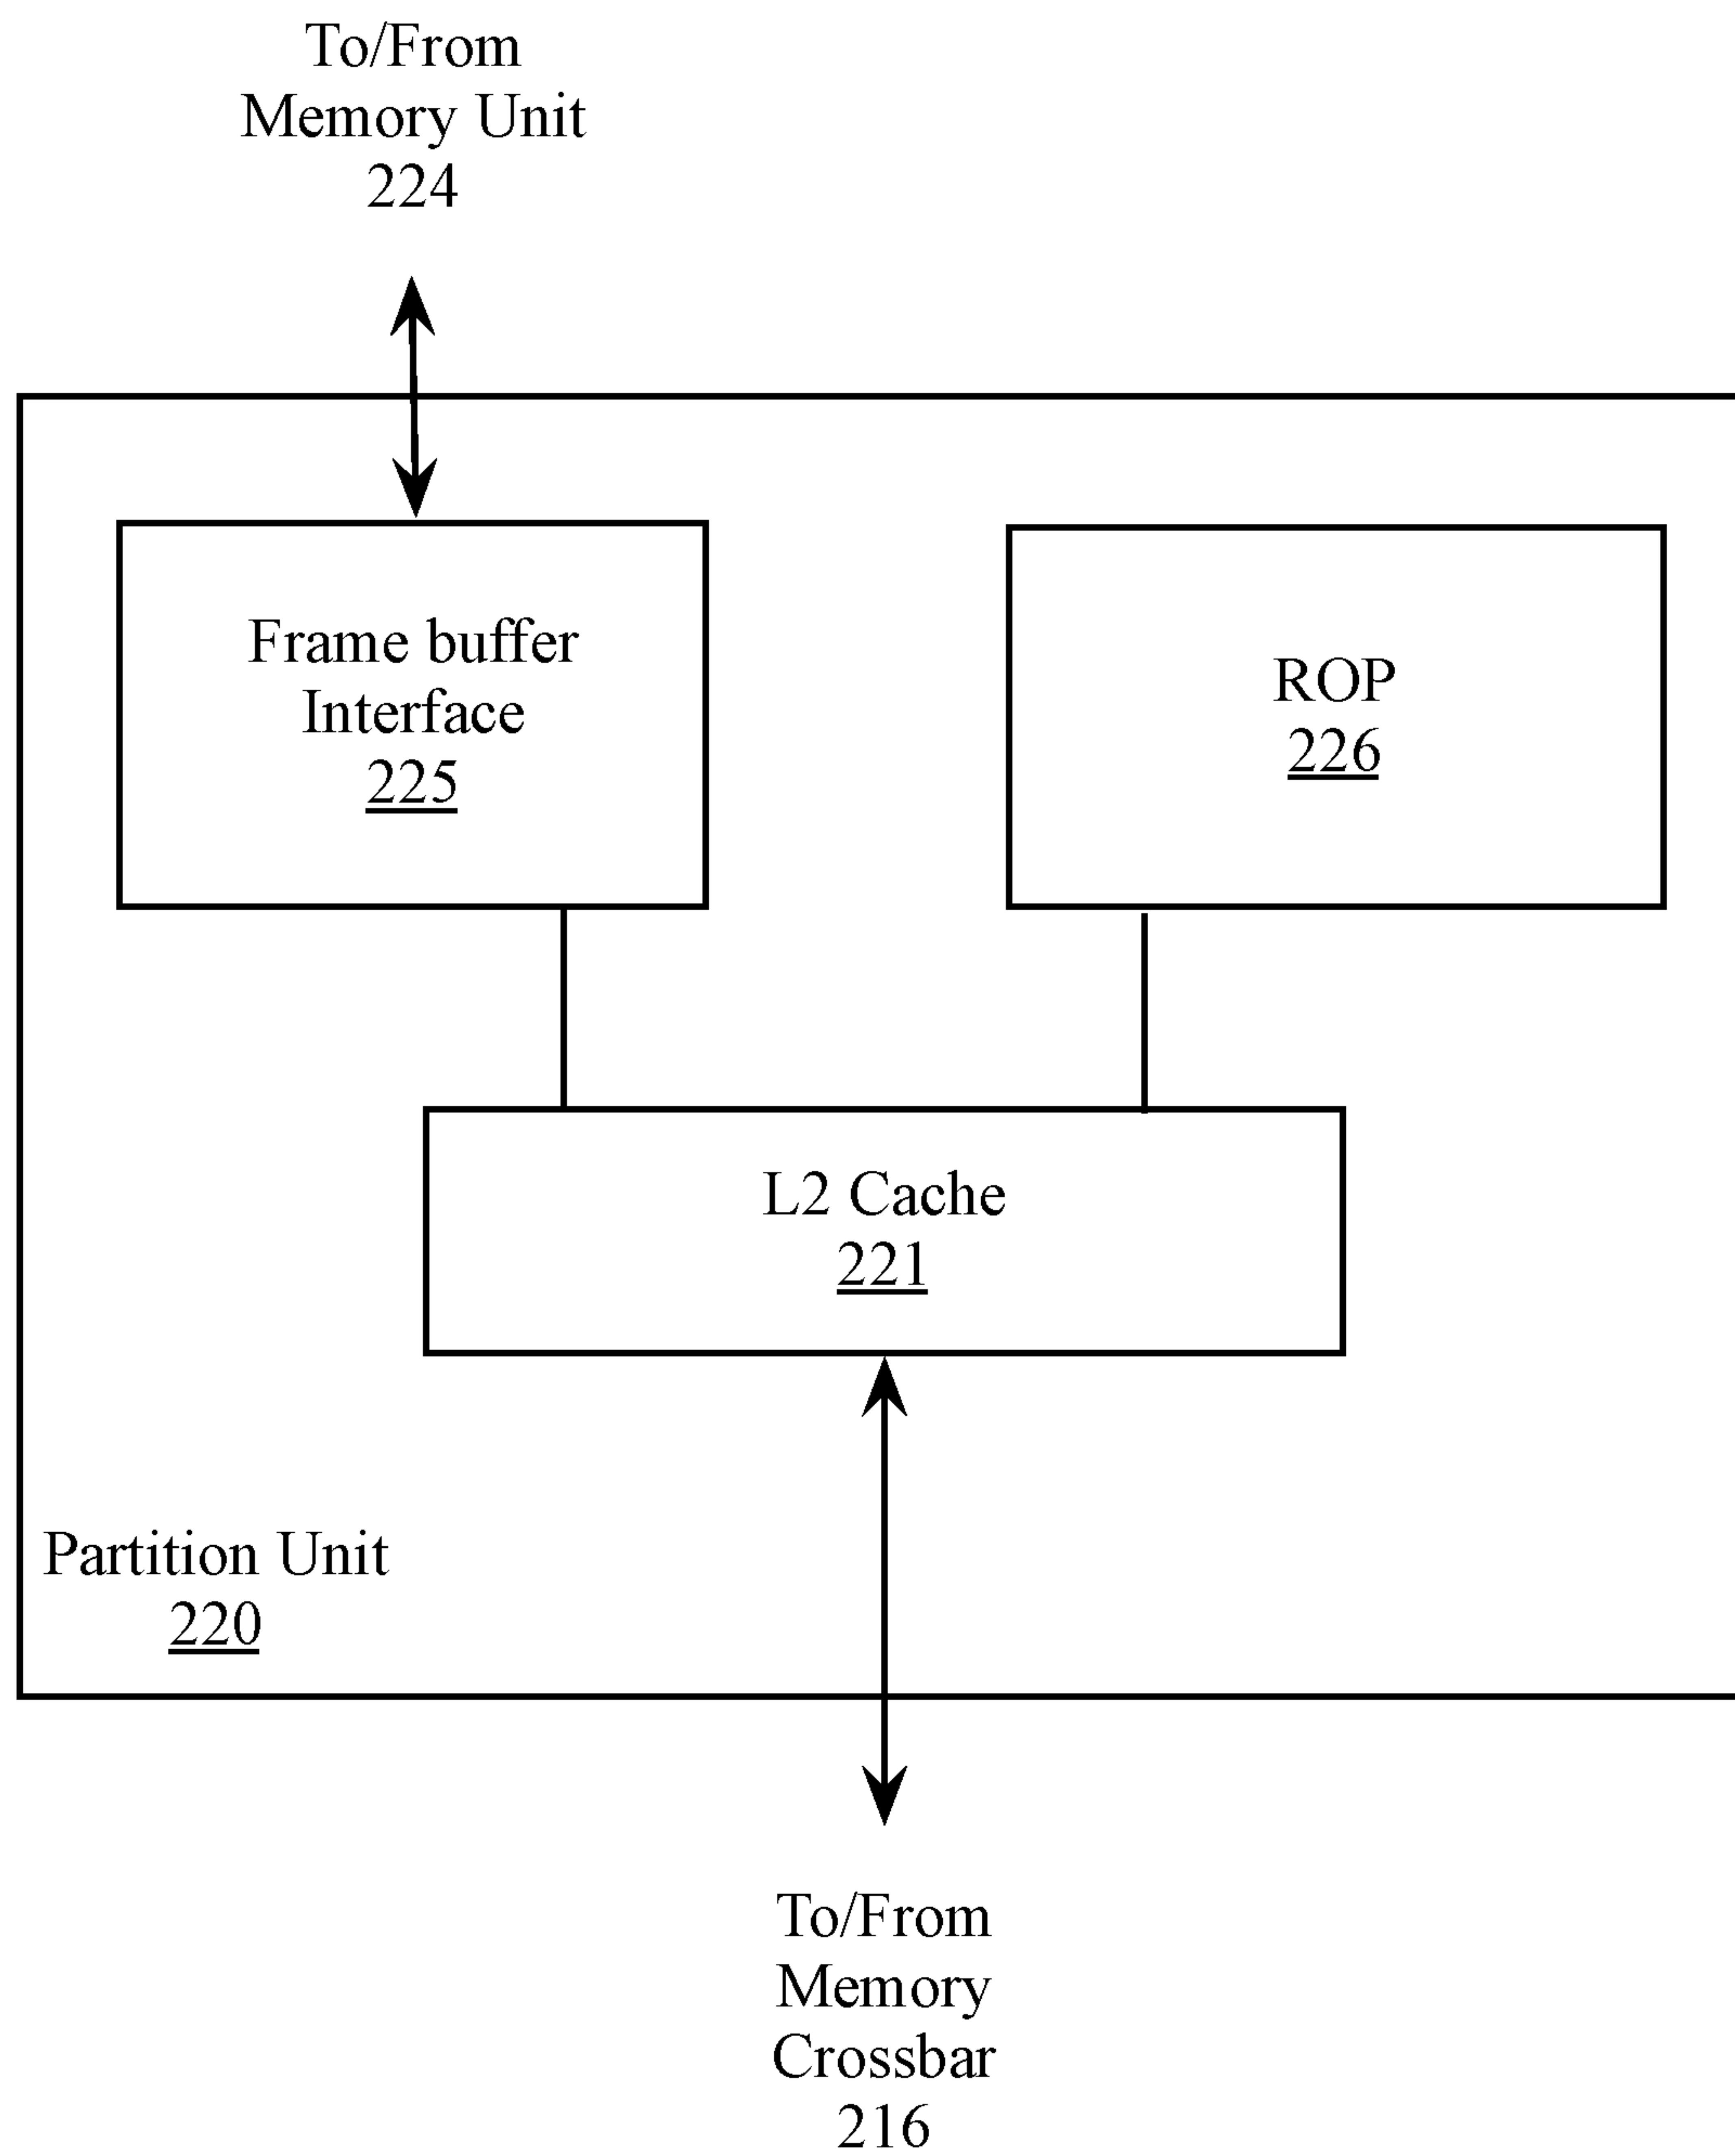 To/From
Memory Unit
224
Frame buffer
Interface
225
ROP
226
L2 Cache
221
Partition Unit
220
To/From
Memory
Crossbar
216